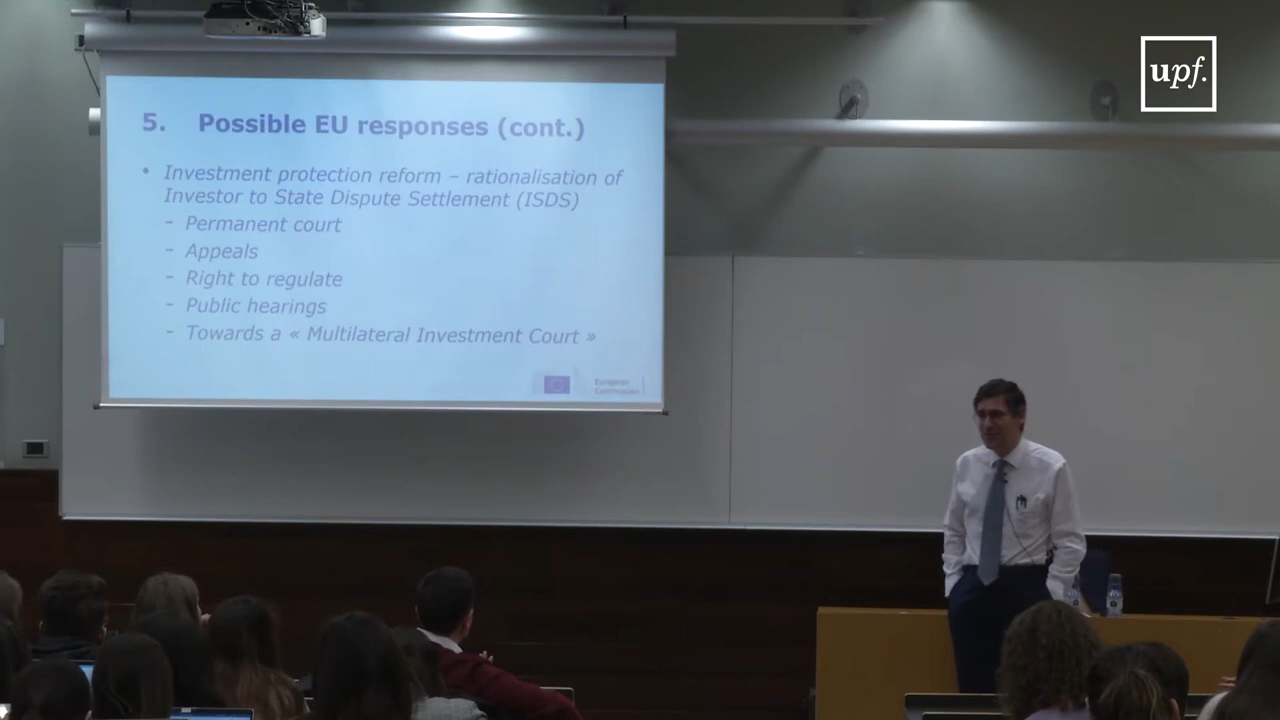 upf.
5. Possible EU responses (cont.)
• Investment protection reform – rationalisation of
Investor to State Dispute Settlement (ISDS)
- Permanent court
- Appeals
- Right to regulate
- Public hearings
- Towards a « Multilateral Investment Court »
European
Commission